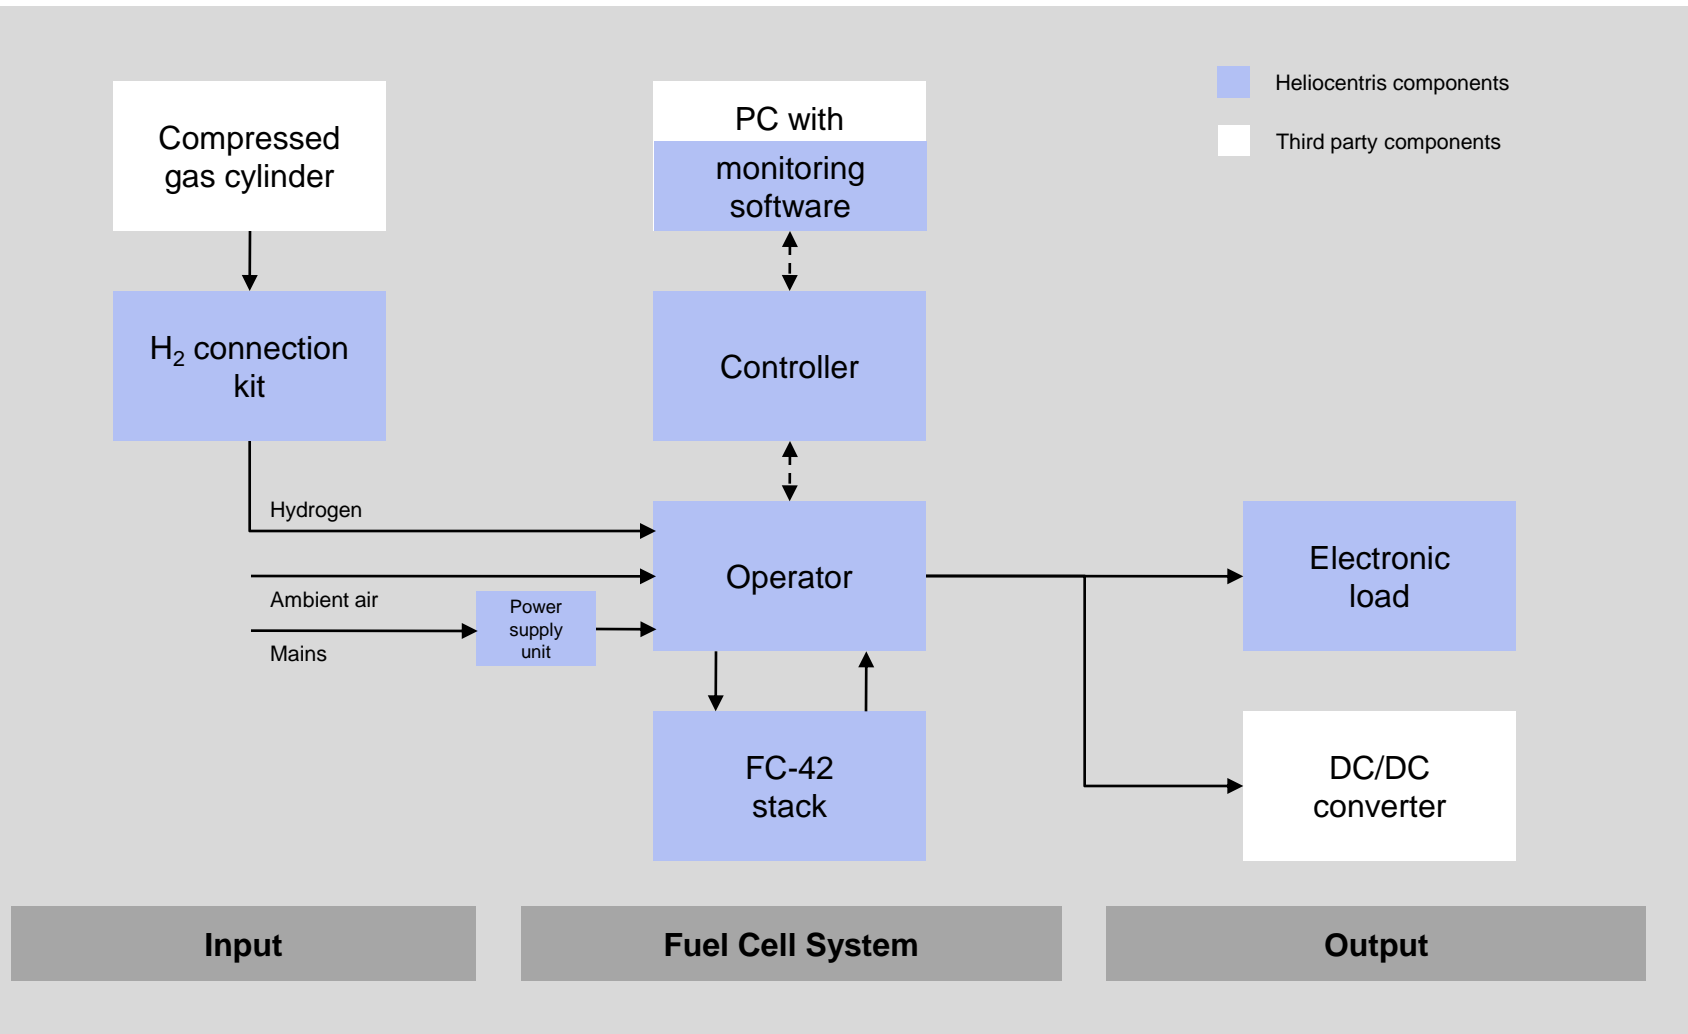 Compressed
gas cylinder
PC with
monitoring
software
Heliocentris components
Third party components
H₂ connection
kit
Controller
Hydrogen
Ambient air
Mains
Power
supply
unit
Operator
Electronic
load
FC-42
stack
DC/DC
converter
Input
Fuel Cell System
Output